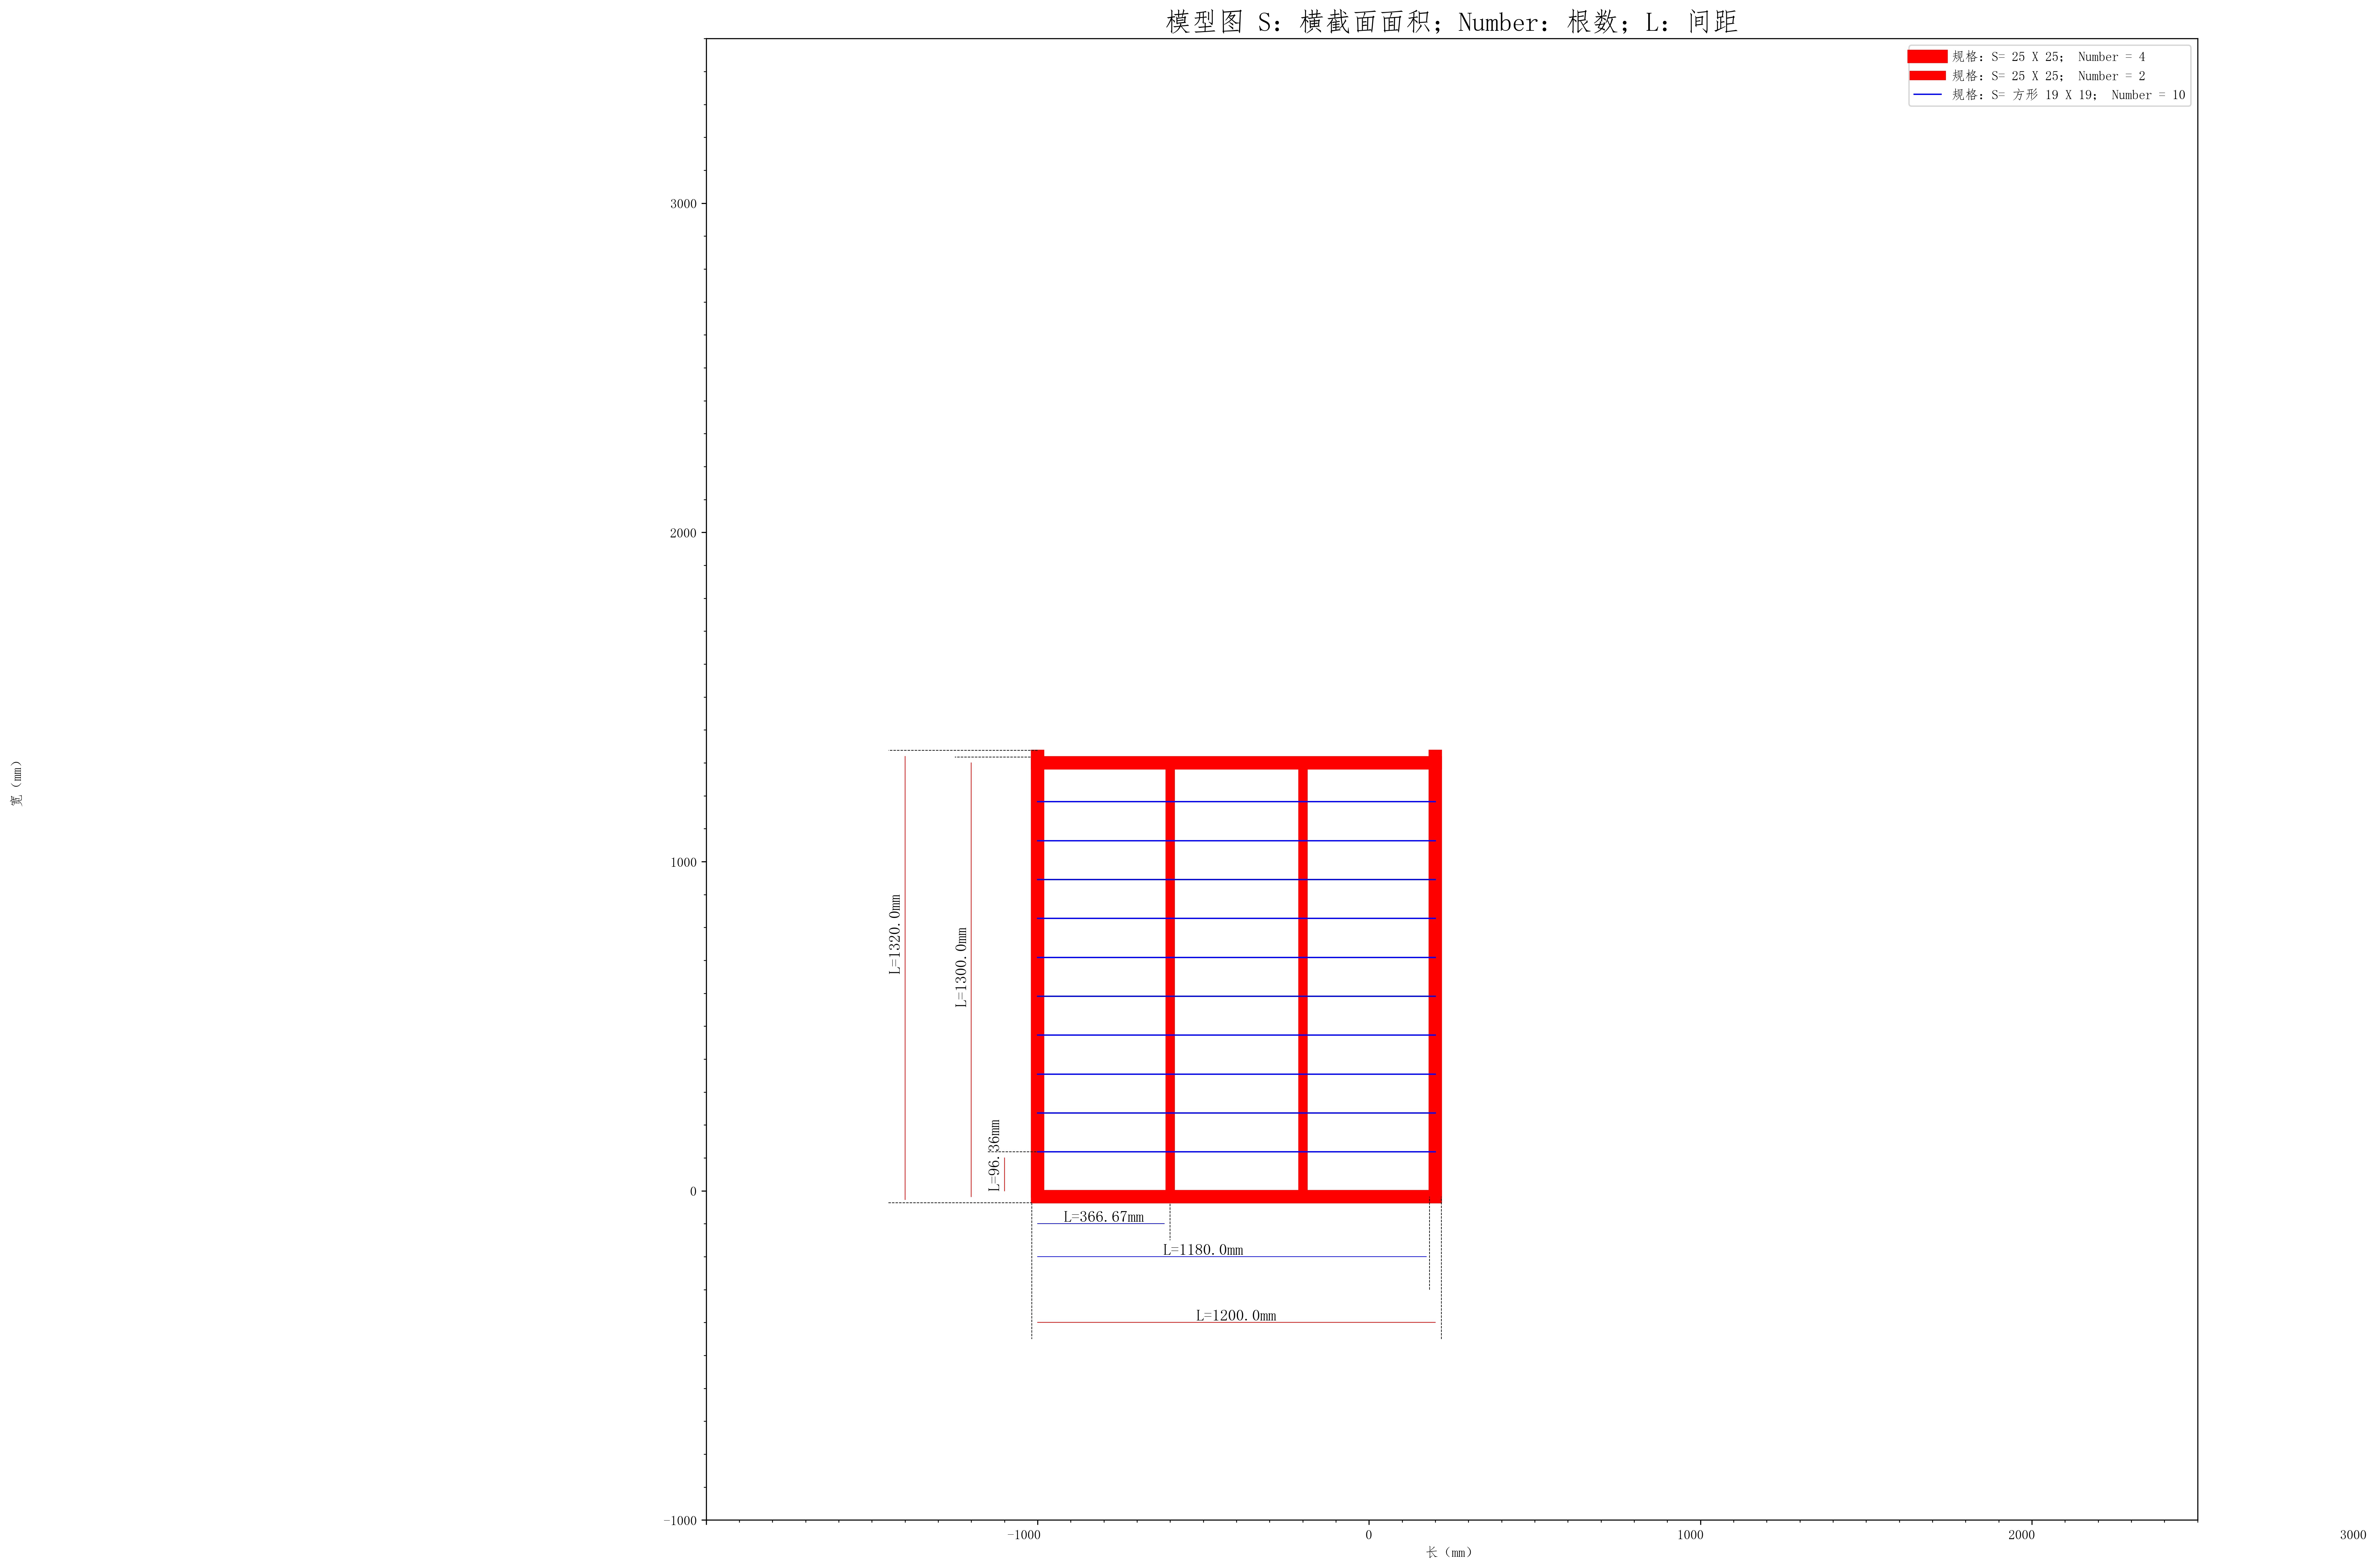 模型图 S：横截面面积；Number：根数；L：间距
规格：S= 25 X 25； Number = 4
规格：S= 25 X 25； Number = 2
规格：S= 方形 19 X 19； Number = 10
3000
2000
1000
0
-1000
宽（mm）
L=1320.0mm
L=1300.0mm
L=96.36mm
L=366.67mm
L=1180.0mm
L=1200.0mm
-1000 0 1000 2000 3000
长（mm）